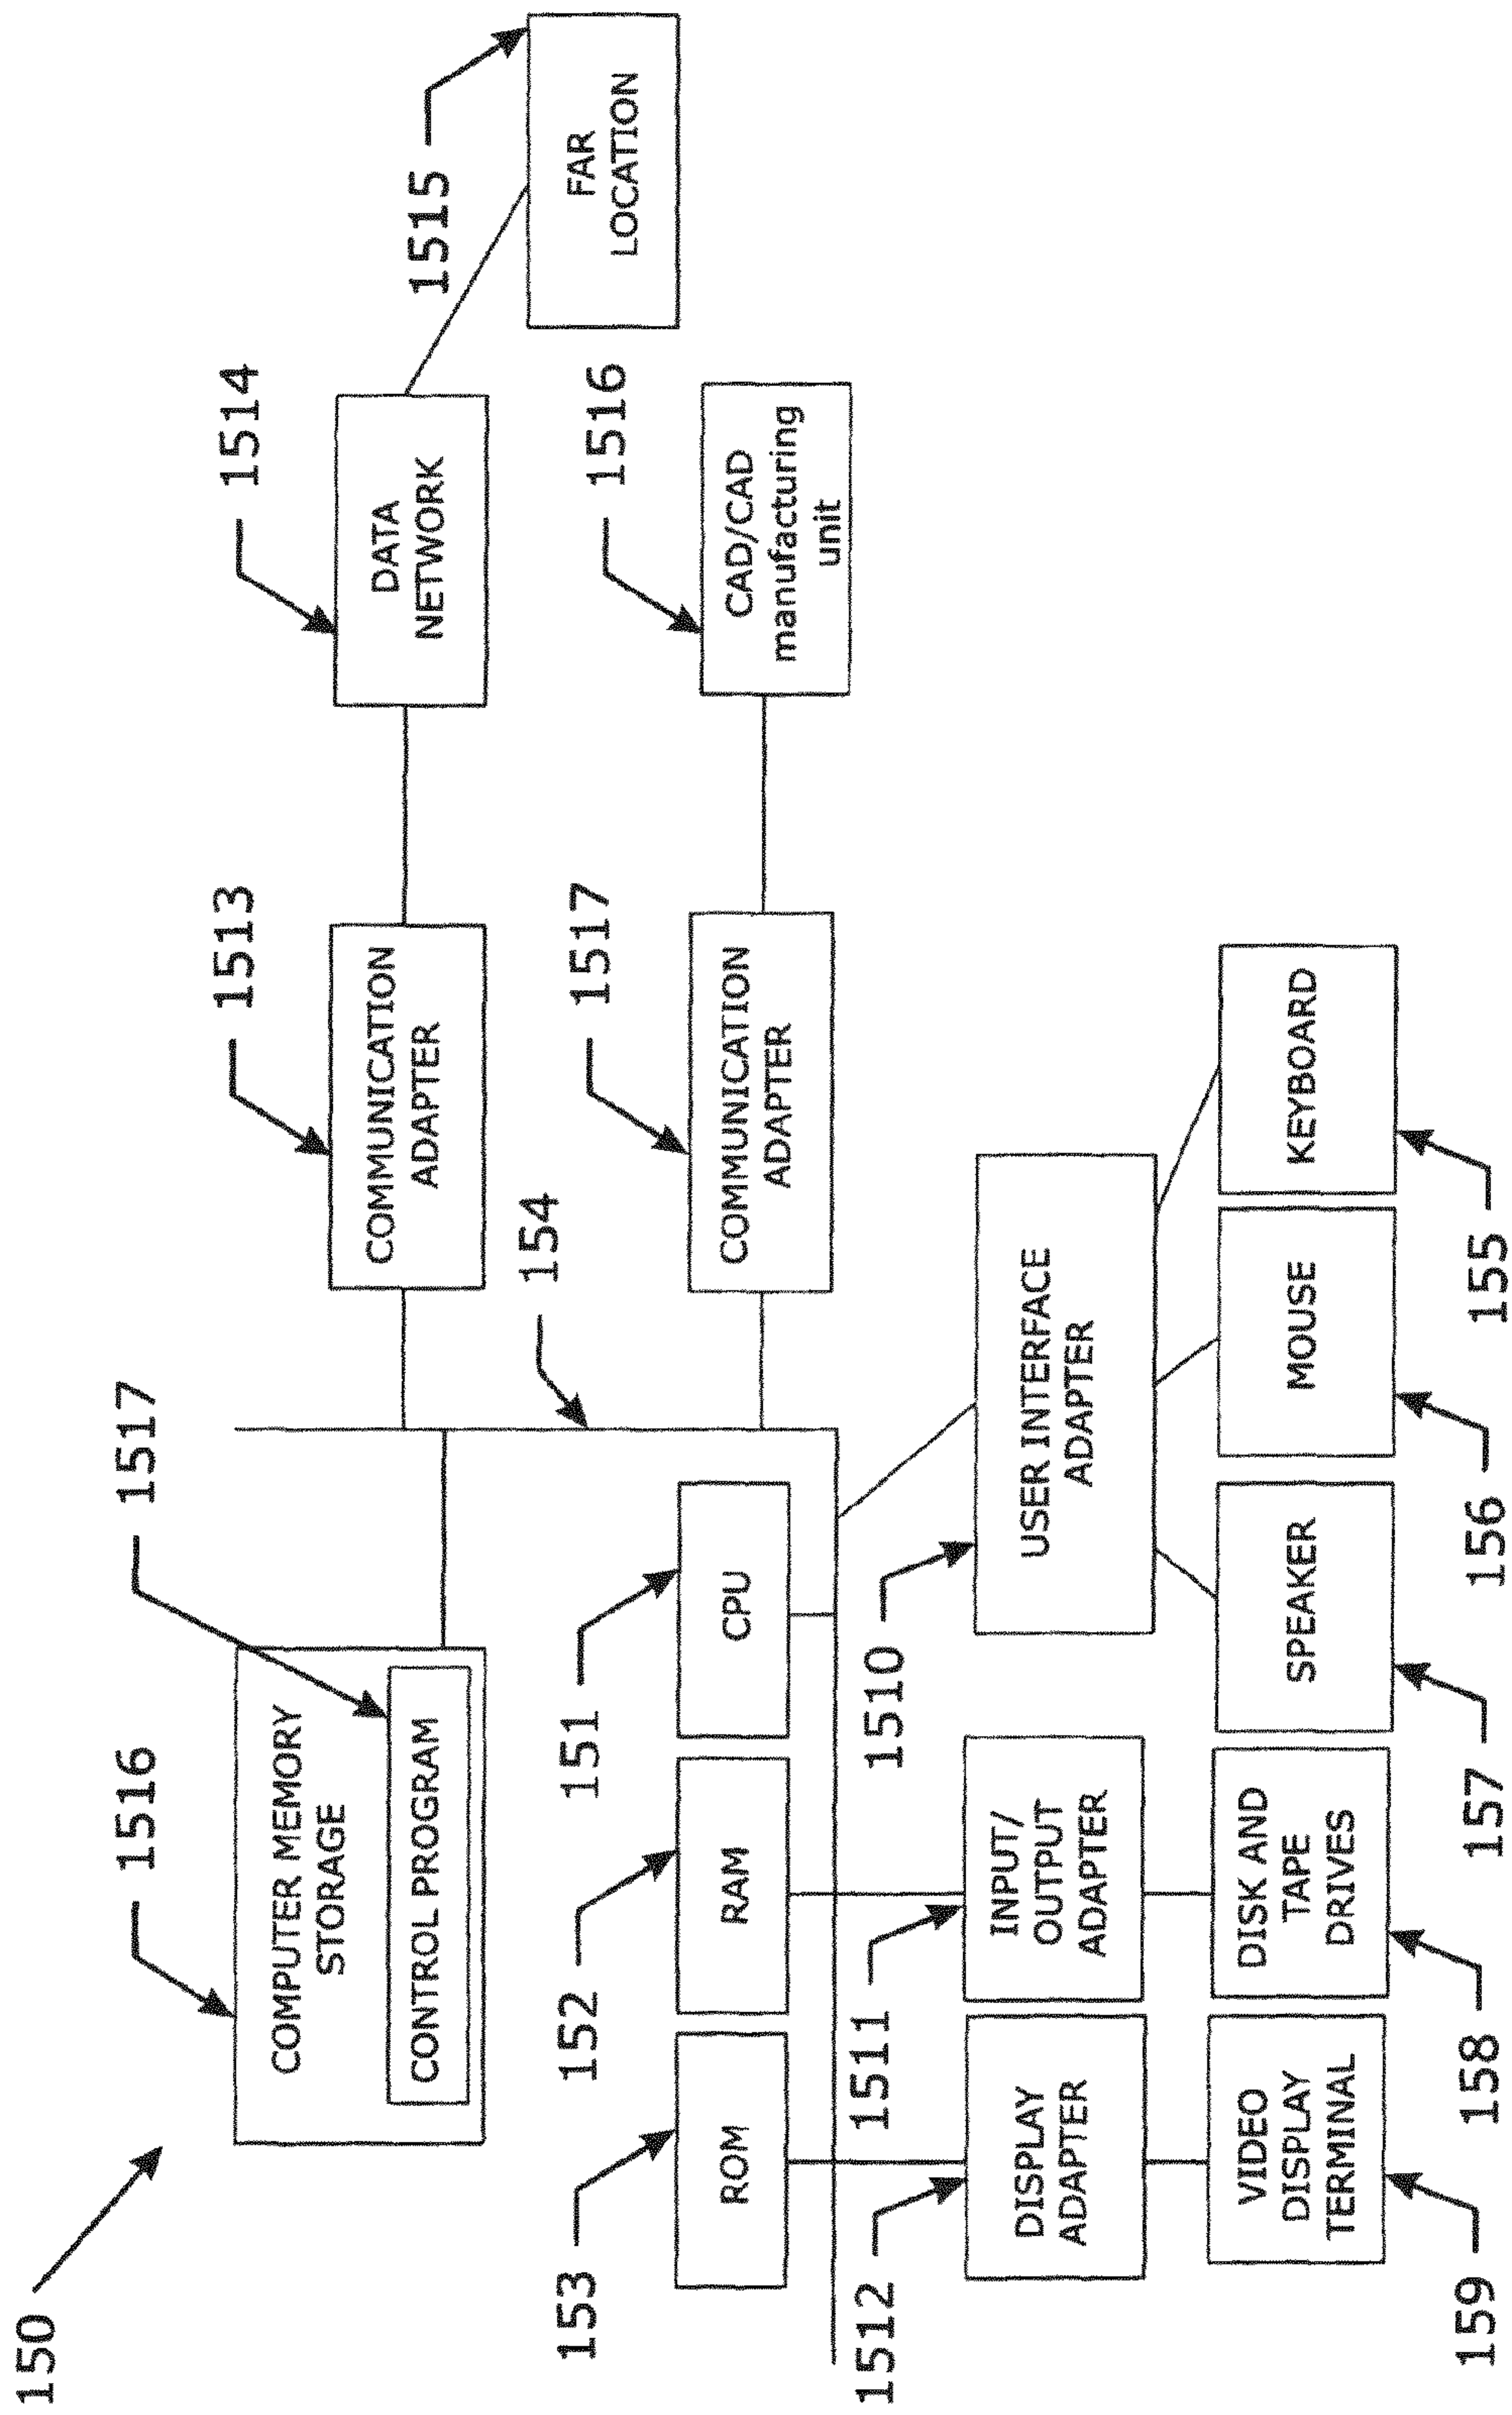 150
1516
COMPUTER MEMORY
STORAGE
CONTROL PROGRAM
1517
1513
COMMUNICATION
ADAPTER
1514
DATA
NETWORK
1515
FAR
LOCATION
154
1517
COMMUNICATION
ADAPTER
1516
CAD/CAD
manufacturing
unit
153
ROM
152
RAM
151
CPU
1512
DISPLAY
ADAPTER
1511
INPUT/
OUTPUT
ADAPTER
1510
USER INTERFACE
ADAPTER
VIDEO
DISPLAY
TERMINAL
159
DISK AND
TAPE
DRIVES
158
SPEAKER
157
MOUSE
156
KEYBOARD
155